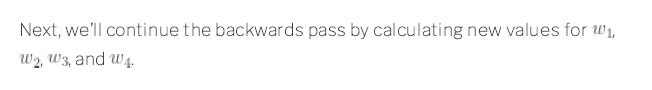 Next, we'll continue the backwards pass by calculating new values for w₁,
w₂, w₃, and w₄.